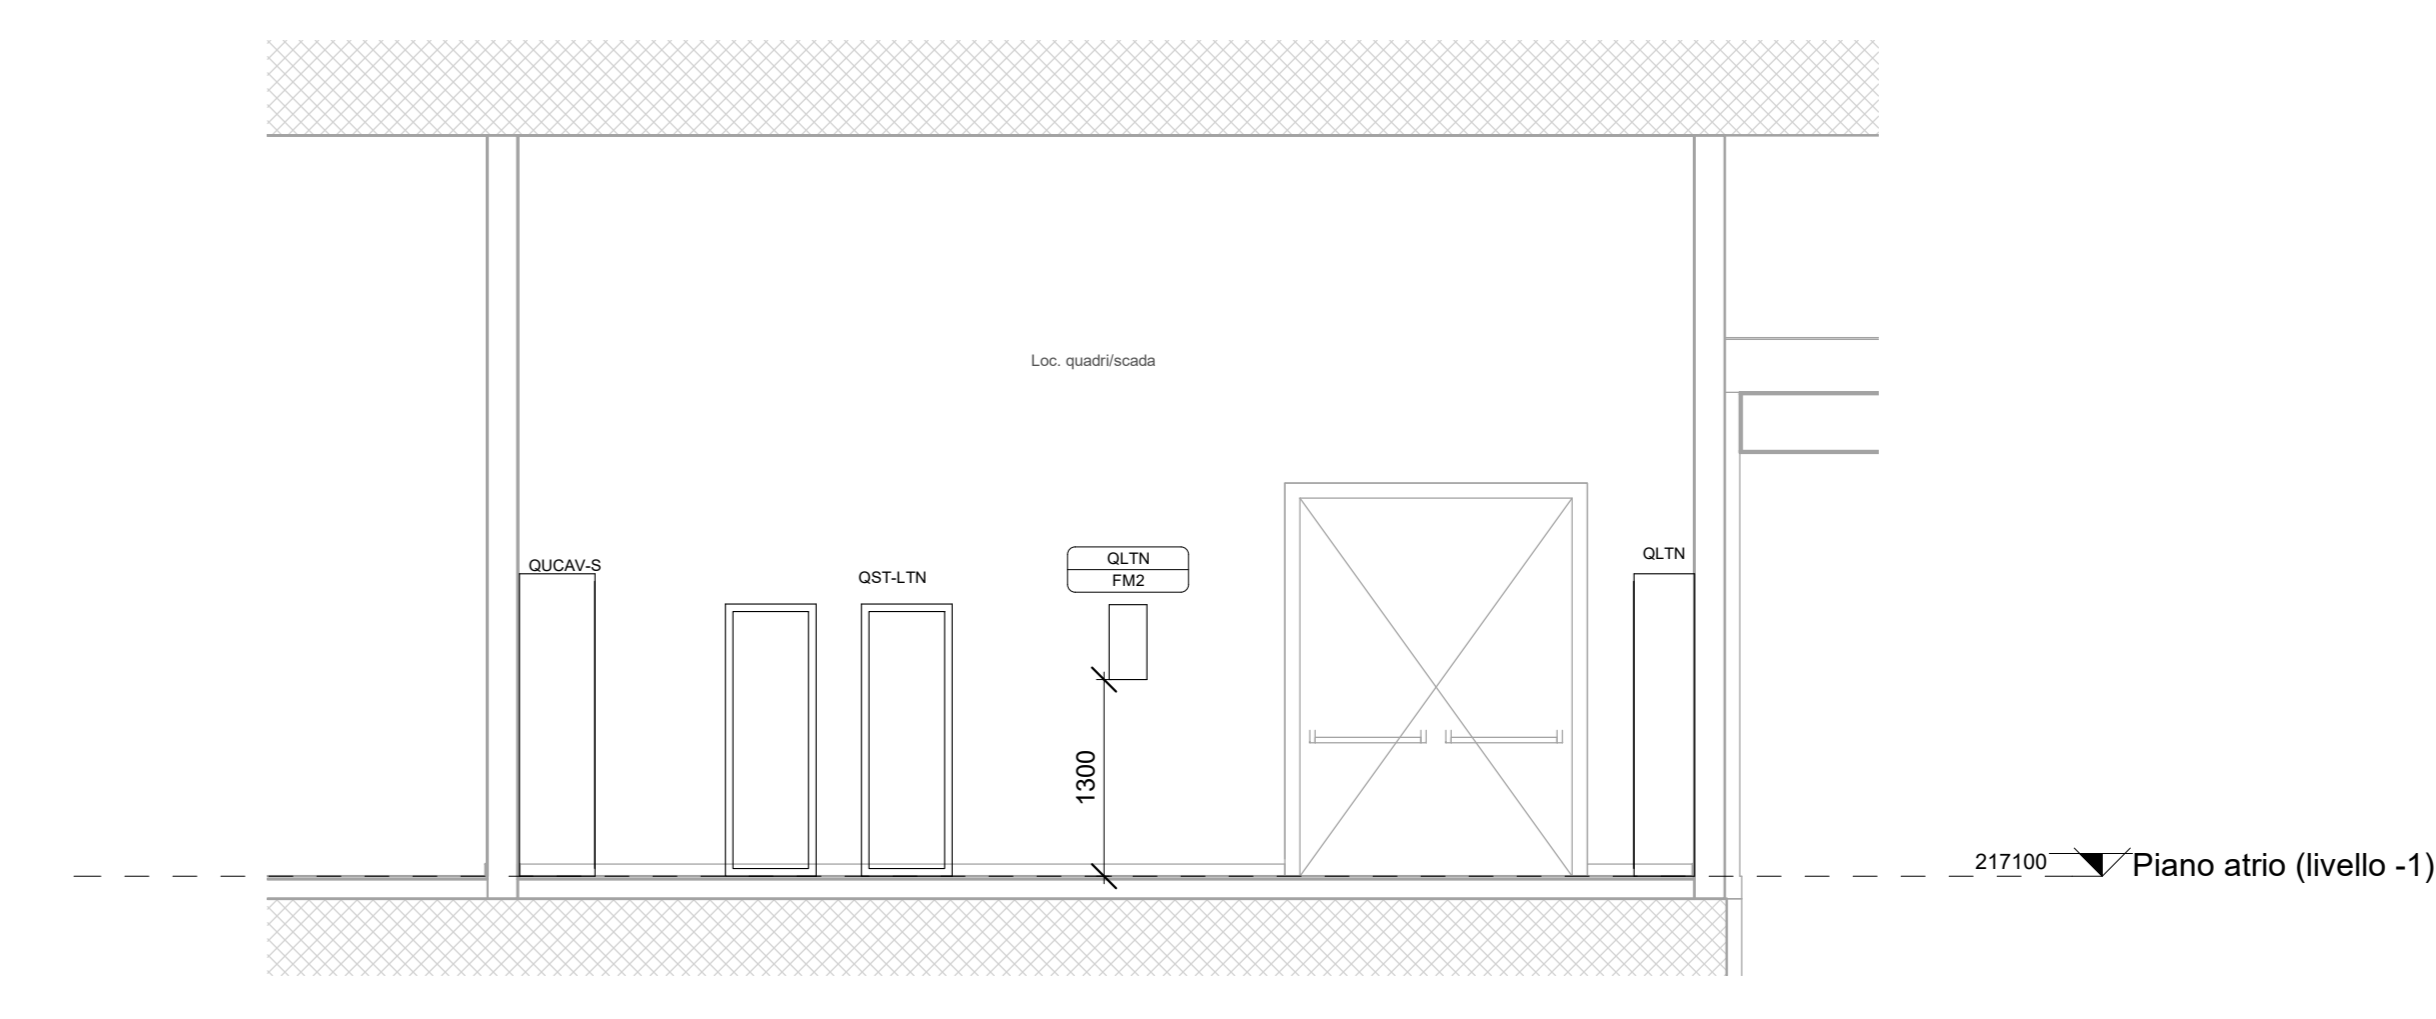 Loc. quadri/scada
QUCAV-S
QST-LTN
QLTN
FM2
QLTN
1300
217100
Piano atrio (livello -1)